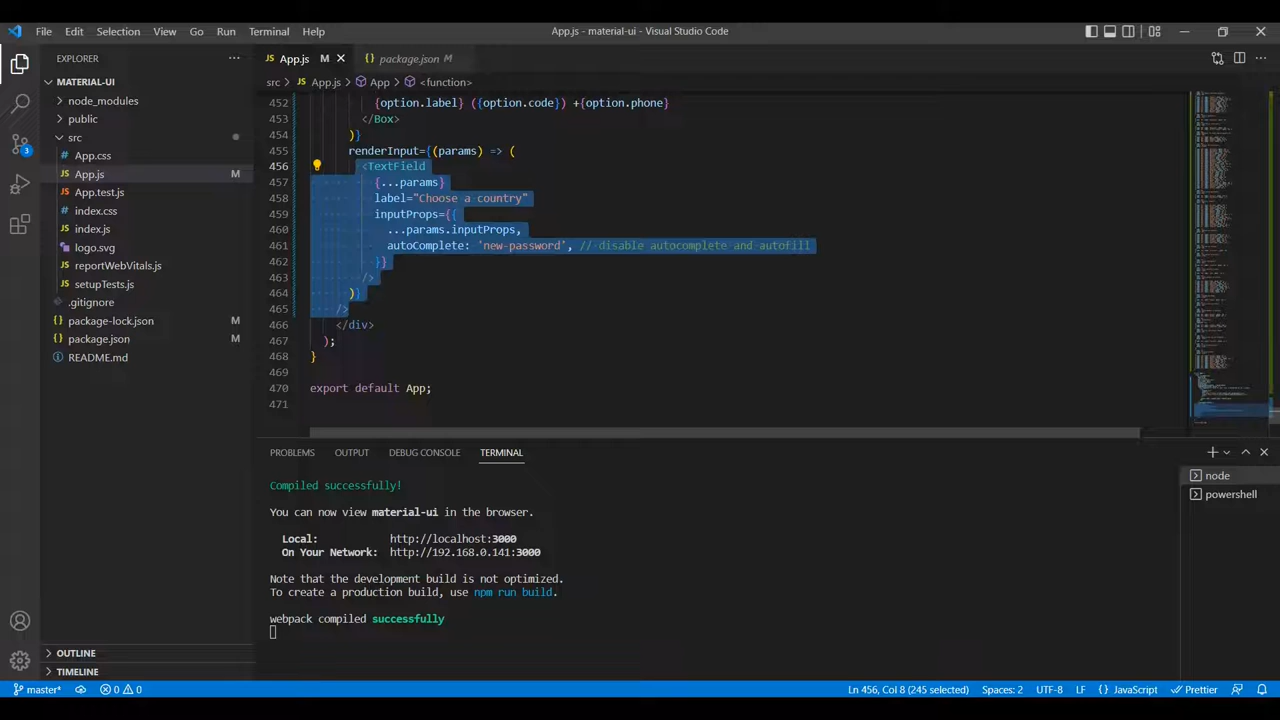 File Edit Selection View Go Run Terminal Help
App.js - material-ui - Visual Studio Code
EXPLORER
MATERIAL-UI
node_modules
public
src
App.css
App.js M
App.test.js
index.css
index.js
logo.svg
reportWebVitals.js
setupTests.js
.gitignore
package-lock.json M
package.json M
README.md
OUTLINE
TIMELINE
3
App.js M
{} package.json M
src > App.js > App > <function>
452 {option.label} ({option.code}) +{option.phone}
453 </Box>
454 )}
455 renderInput={(params) => (
456 <TextField
457 {...params}
458 label="Choose a country"
459 inputProps={{
460 ...params.inputProps,
461 autoComplete: 'new-password', // disable autocomplete and autofill
462 }}
463 />
464 )}
465 />
466 </div>
467 );
468 }
469
470 export default App;
471
PROBLEMS OUTPUT DEBUG CONSOLE TERMINAL
Compiled successfully!
You can now view material-ui in the browser.
Local: http://localhost:3000
On Your Network: http://192.168.0.141:3000
Note that the development build is not optimized.
To create a production build, use npm run build.
webpack compiled successfully
node
powershell
master* 0 0
Ln 456, Col 8 (245 selected) Spaces: 2 UTF-8 LF {} JavaScript Prettier